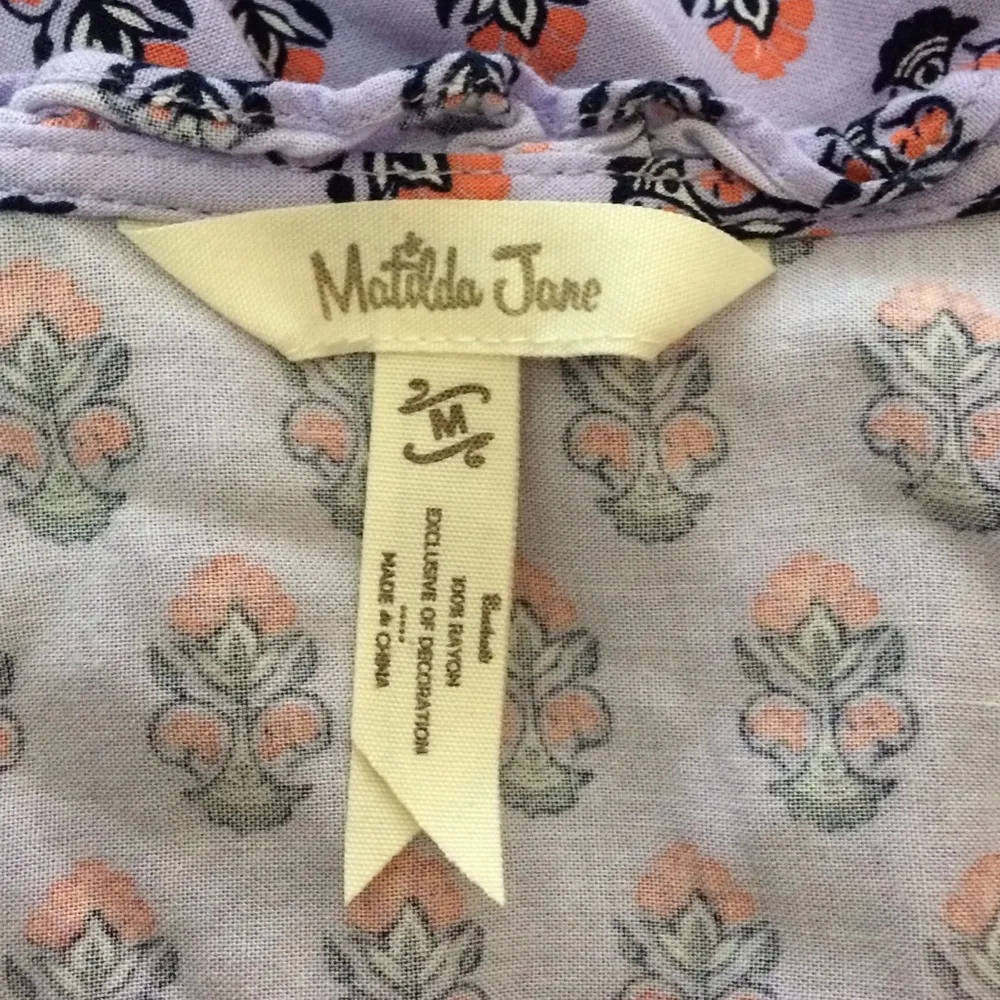 Matilda Jane
M
100% RAYON
EXCLUSIVE OF DECORATION
MADE in CHINA